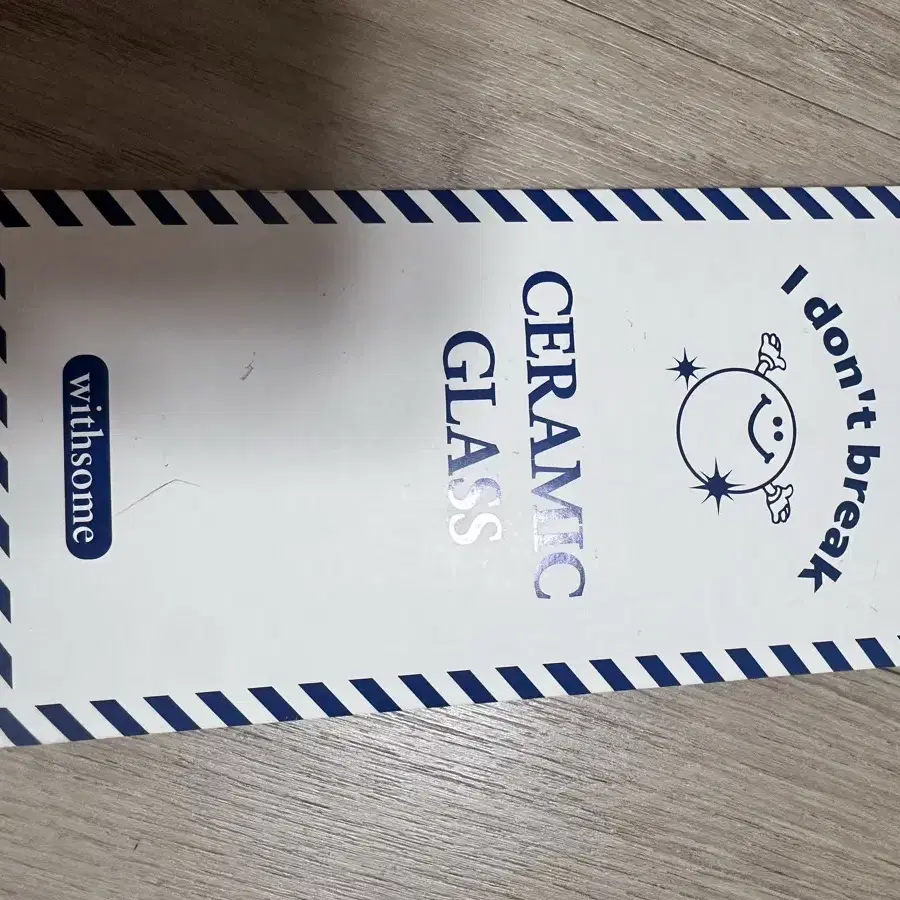 I don't break
CERAMIC
GLASS
withsome